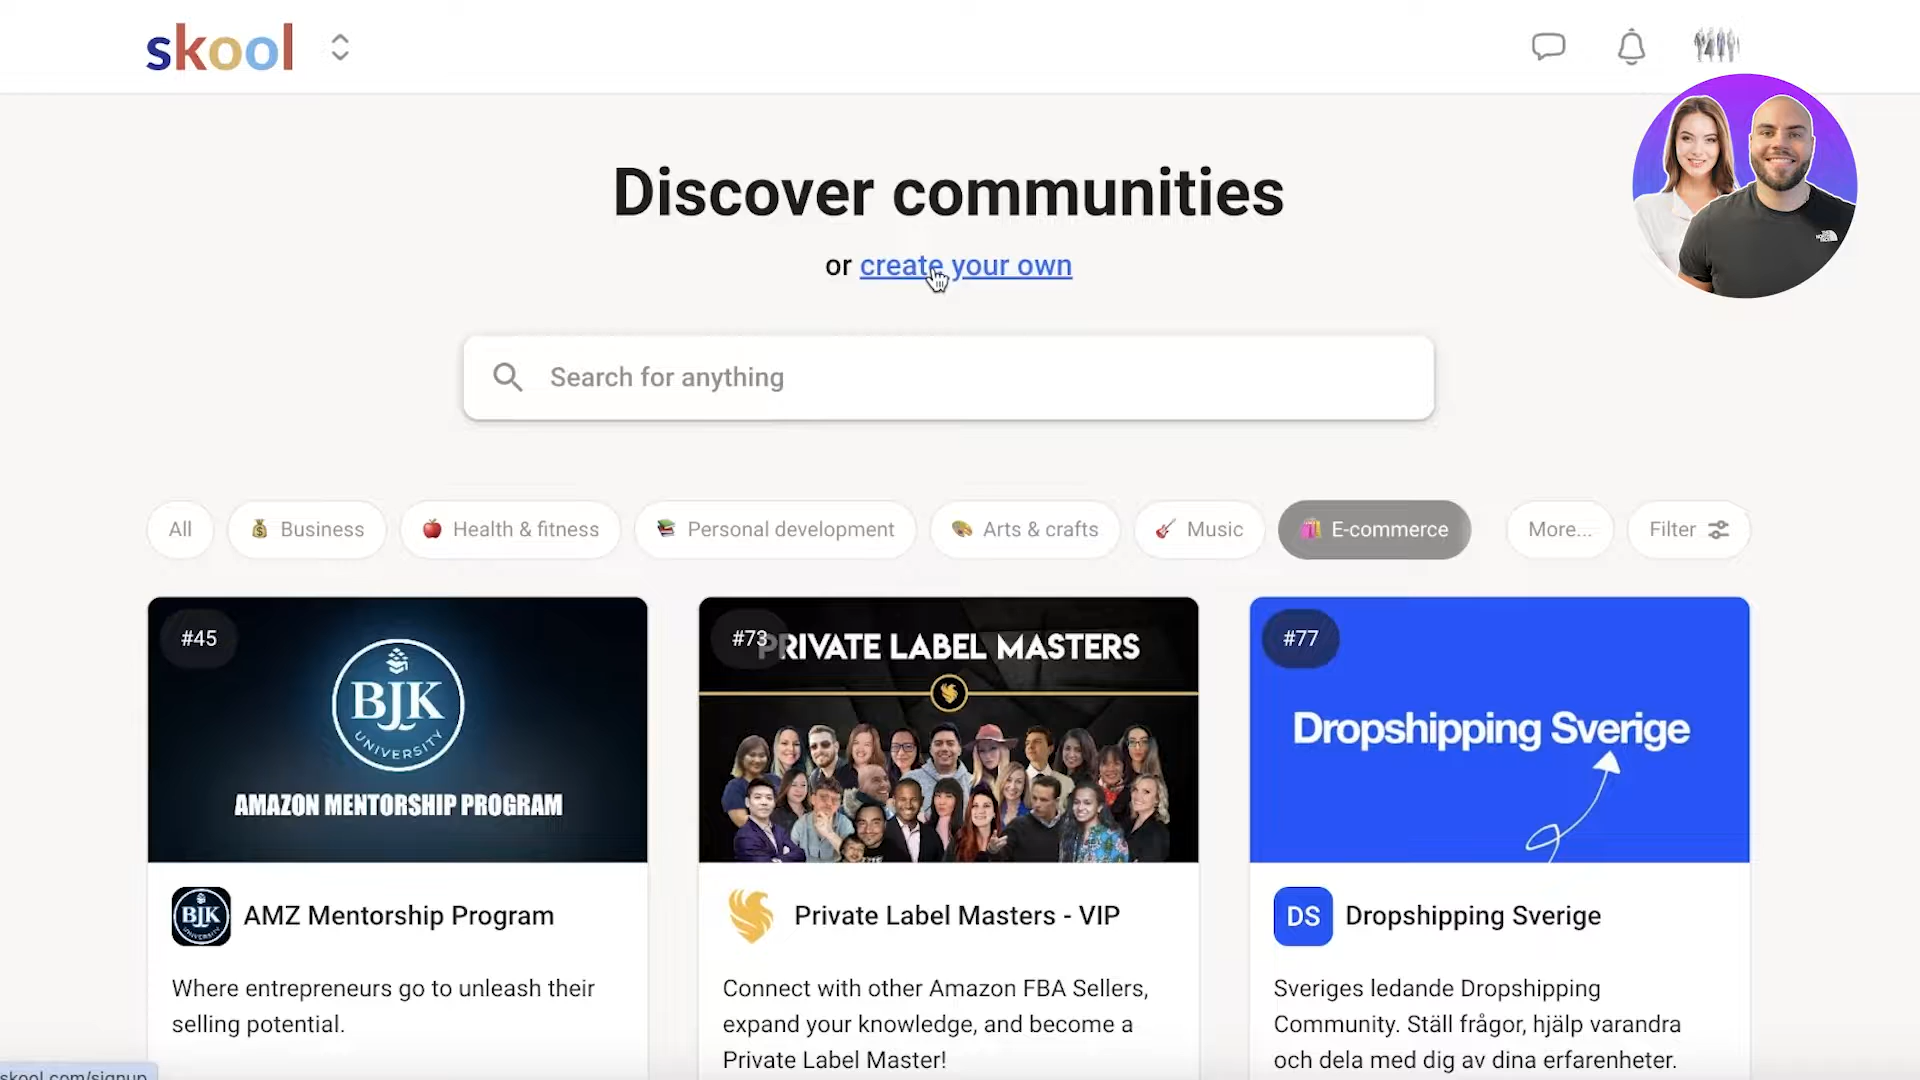 skool
Discover communities
or create your own
Search for anything
All
Business
Health & fitness
Personal development
Arts & crafts
Music
E-commerce
More...
Filter
#45
BJK
UNIVERSITY
AMAZON MENTORSHIP PROGRAM
#73
PRIVATE LABEL MASTERS
#77
Dropshipping Sverige
BJK
UNIVERSITY
AMZ Mentorship Program
Where entrepreneurs go to unleash their
selling potential.
Private Label Masters - VIP
Connect with other Amazon FBA Sellers,
expand your knowledge, and become a
Private Label Master!
DS
Dropshipping Sverige
Sveriges ledande Dropshipping
Community. Ställ frågor, hjälp varandra
och dela med dig av dina erfarenheter.
skool.com/signup